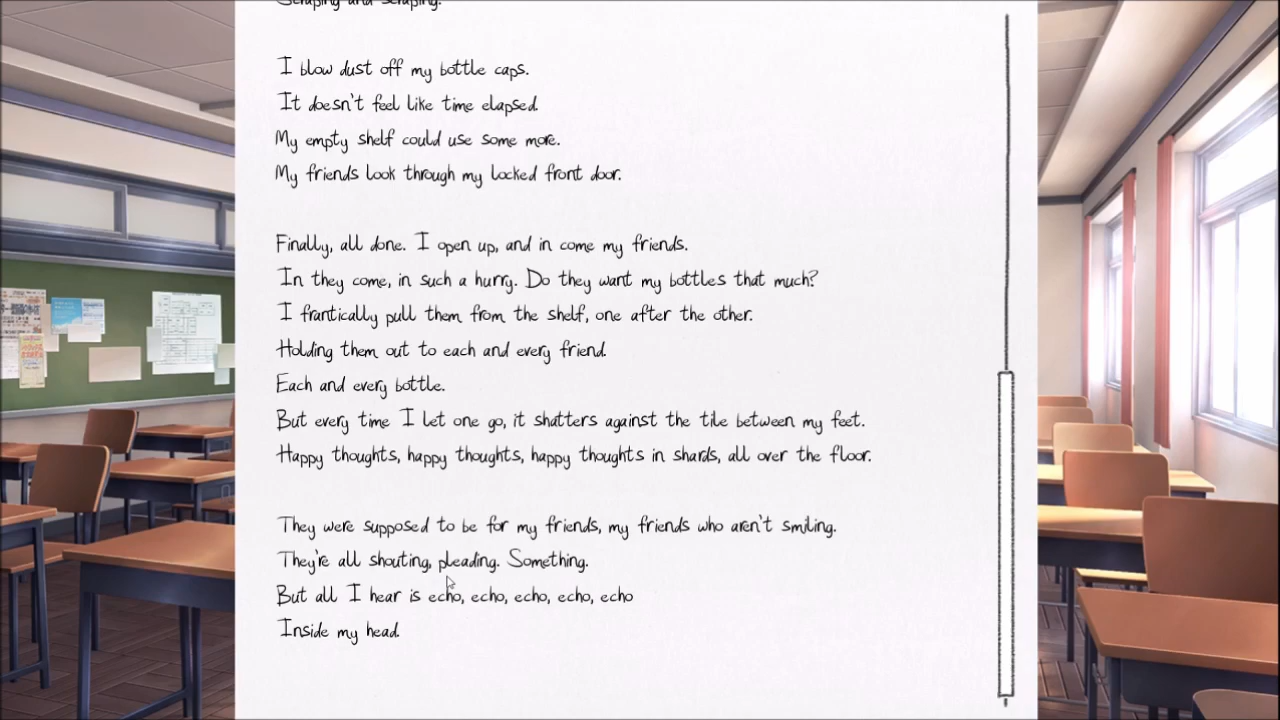 Scraping and scraping.
I blow dust off my bottle caps.
It doesn't feel like time elapsed.
My empty shelf could use some more.
My friends look through my locked front door.
Finally, all done. I open up, and in come my friends.
In they come, in such a hurry. Do they want my bottles that much?
I frantically pull them from the shelf, one after the other.
Holding them out to each and every friend.
Each and every bottle.
But every time I let one go, it shatters against the tile between my feet.
Happy thoughts, happy thoughts, happy thoughts in shards, all over the floor.
They were supposed to be for my friends, my friends who aren't smiling.
They're all shouting, pleading. Something.
But all I hear is echo, echo, echo, echo, echo
Inside my head.